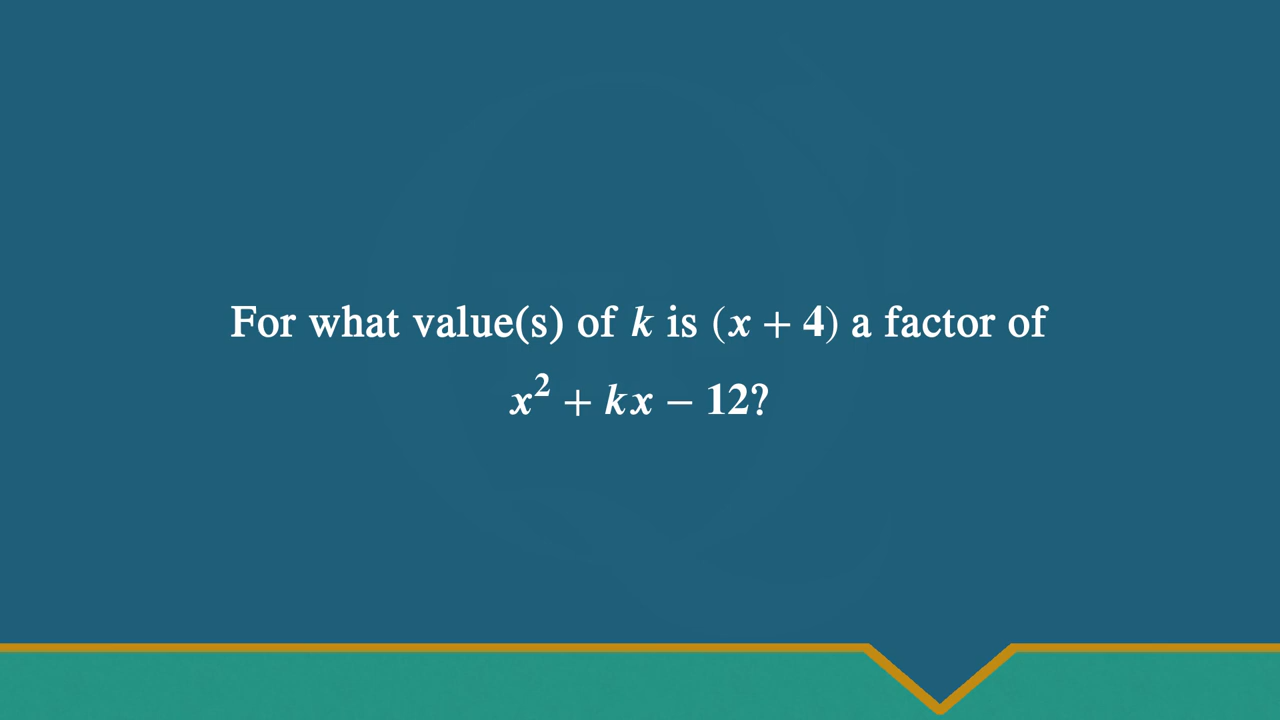 For what value(s) of k is (x + 4) a factor of
x² + kx − 12?